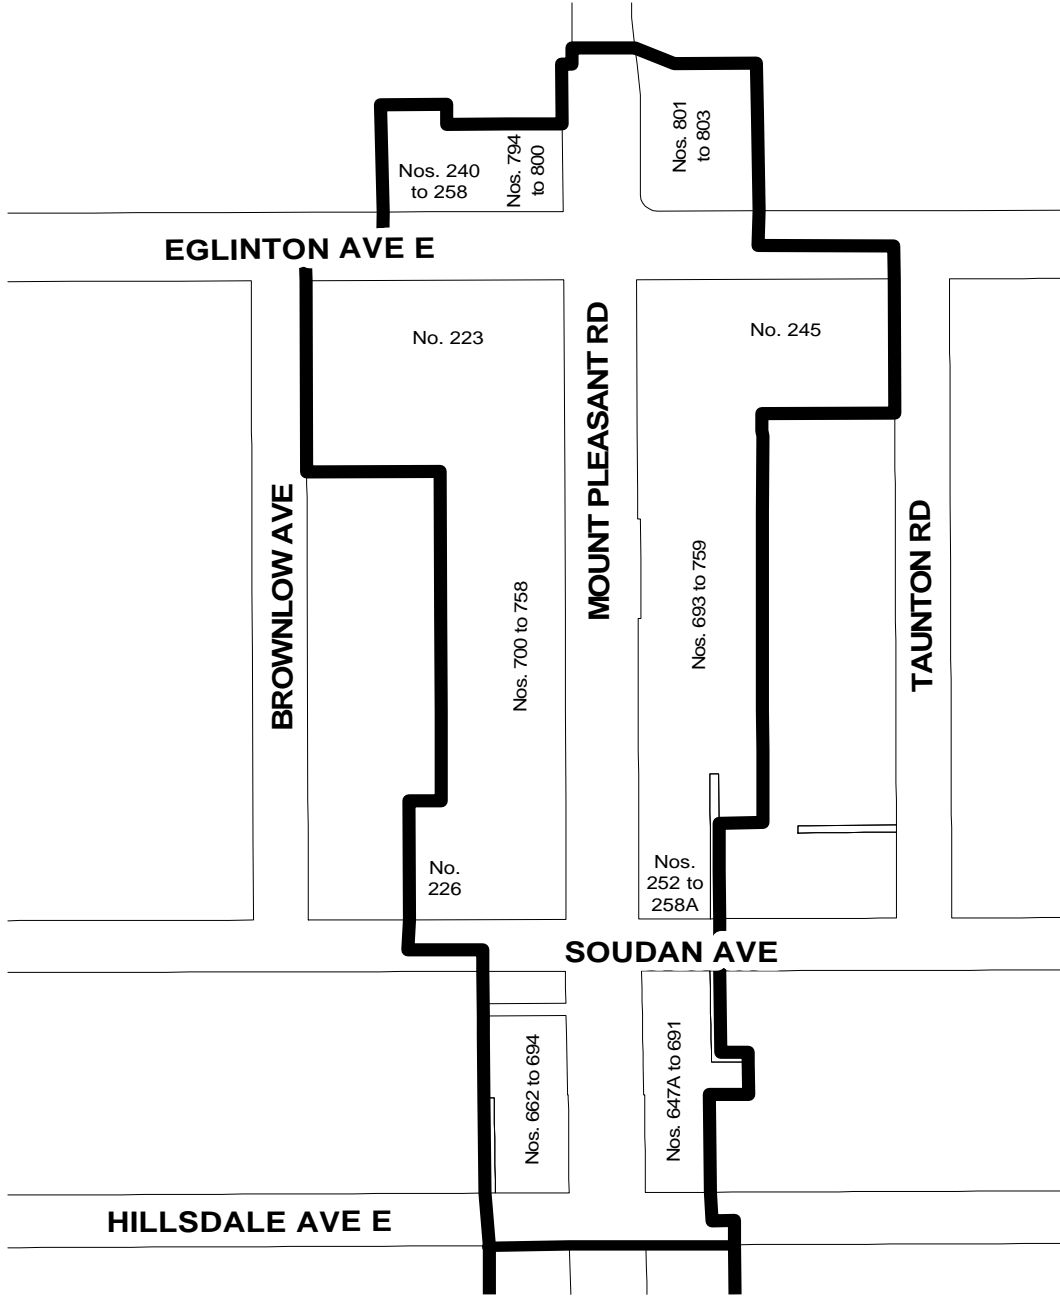 Nos. 801
to 803
Nos. 794
to 800
Nos. 240
to 258
EGLINTON AVE E
No. 223
No. 245
MOUNT PLEASANT RD
BROWNLOW AVE
TAUNTON RD
Nos. 700 to 758
Nos. 693 to 759
No.
226
Nos.
252 to
258A
SOUDAN AVE
Nos. 662 to 694
Nos. 647A to 691
HILLSDALE AVE E